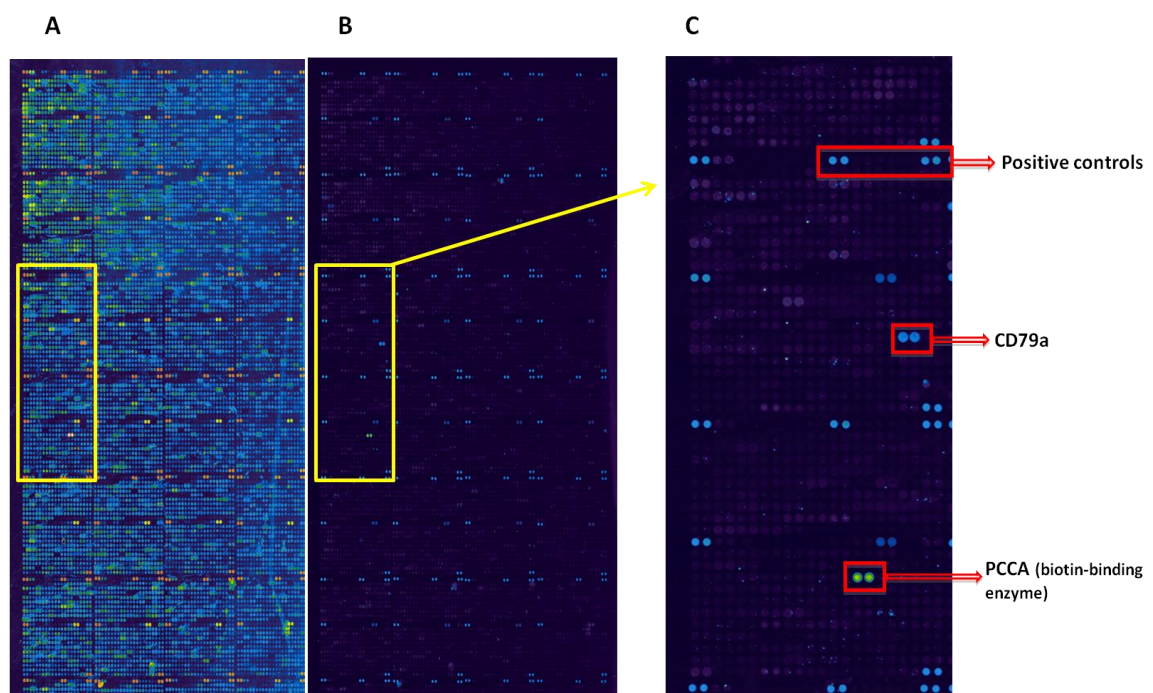 A
B
C
Positive controls
CD79a
PCCA (biotin-binding
enzyme)